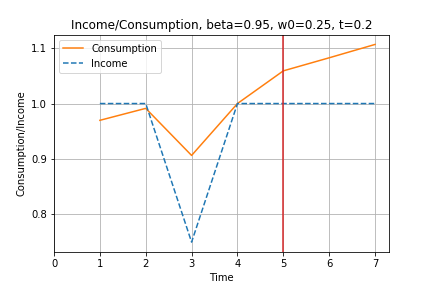 Income/Consumption, beta=0.95, w0=0.25, t=0.2
Consumption
Income
Consumption/Income
1.1
1.0
0.9
0.8
0 1 2 3 4 5 6 7
Time